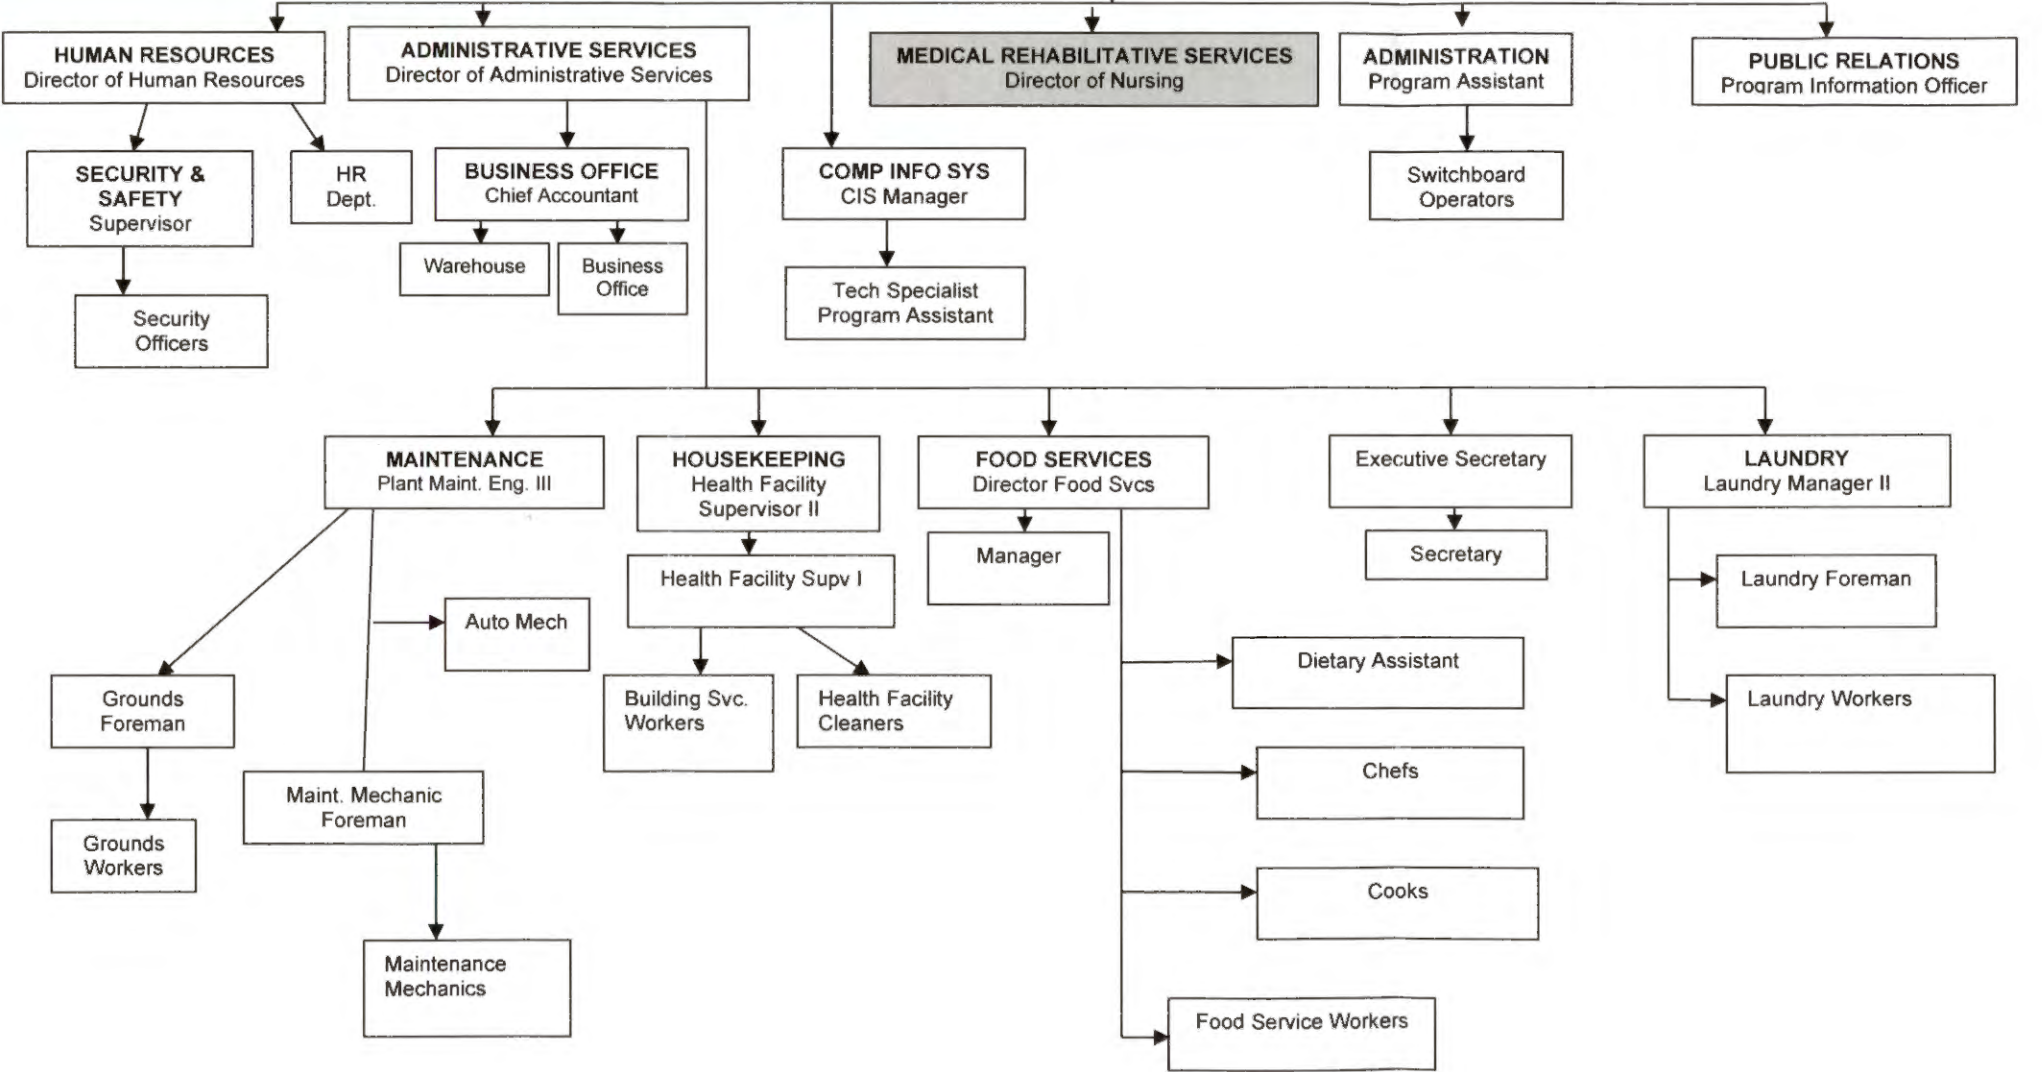 HUMAN RESOURCES
Director of Human Resources
ADMINISTRATIVE SERVICES
Director of Administrative Services
MEDICAL REHABILITATIVE SERVICES
Director of Nursing
ADMINISTRATION
Program Assistant
PUBLIC RELATIONS
Program Information Officer
SECURITY &
SAFETY
Supervisor
HR
Dept.
BUSINESS OFFICE
Chief Accountant
COMP INFO SYS
CIS Manager
Switchboard
Operators
Warehouse
Business
Office
Tech Specialist
Program Assistant
Security
Officers
MAINTENANCE
Plant Maint. Eng. III
HOUSEKEEPING
Health Facility
Supervisor II
FOOD SERVICES
Director Food Svcs
Executive Secretary
LAUNDRY
Laundry Manager II
Manager
Secretary
Health Facility Supv I
Laundry Foreman
Auto Mech
Dietary Assistant
Grounds
Foreman
Building Svc.
Workers
Health Facility
Cleaners
Laundry Workers
Chefs
Maint. Mechanic
Foreman
Grounds
Workers
Cooks
Maintenance
Mechanics
Food Service Workers